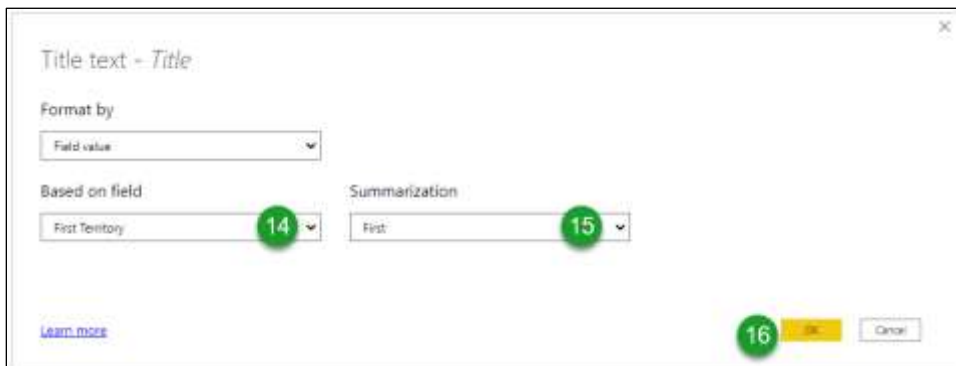 Title text - Title
Format by
Field value
Based on field Summarization
First Territory 14 First 15
Learn more 16 OK Cancel